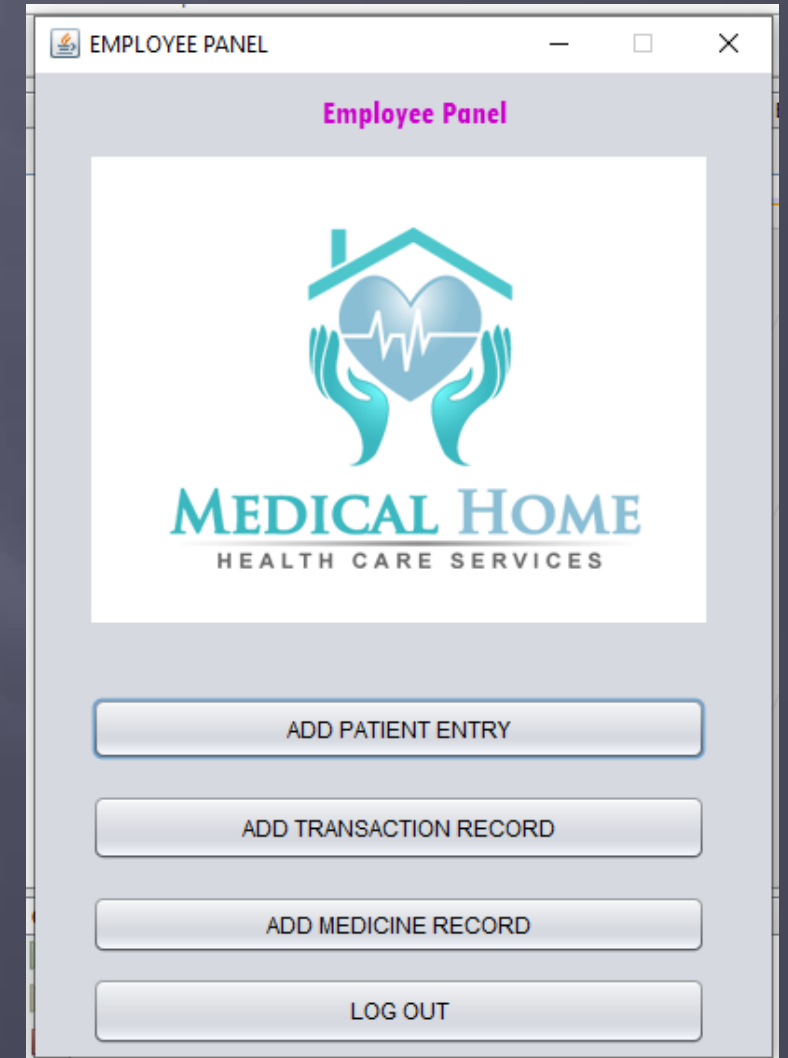 EMPLOYEE PANEL
Employee Panel
MEDICAL HOME
HEALTH CARE SERVICES
ADD PATIENT ENTRY
ADD TRANSACTION RECORD
ADD MEDICINE RECORD
LOG OUT